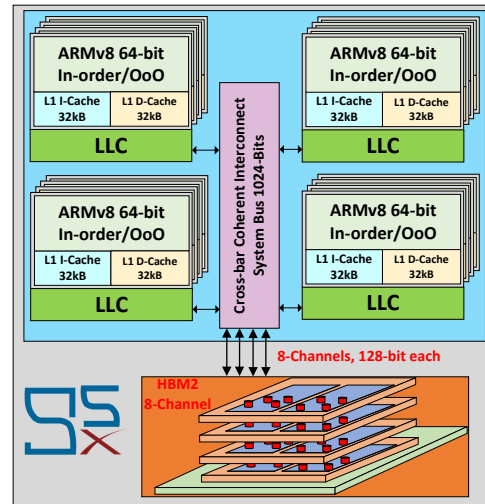 ARMv8 64-bit
In-order/OoO
L1 I-Cache
32kB
L1 D-Cache
32kB
LLC
ARMv8 64-bit
In-order/OoO
L1 I-Cache
32kB
L1 D-Cache
32kB
LLC
Cross-bar Coherent Interconnect
System Bus 1024-Bits
ARMv8 64-bit
In-order/OoO
L1 I-Cache
32kB
L1 D-Cache
32kB
LLC
ARMv8 64-bit
In-order/OoO
L1 I-Cache
32kB
L1 D-Cache
32kB
LLC
8-Channels, 128-bit each
HBM2
8-Channel
g5
X